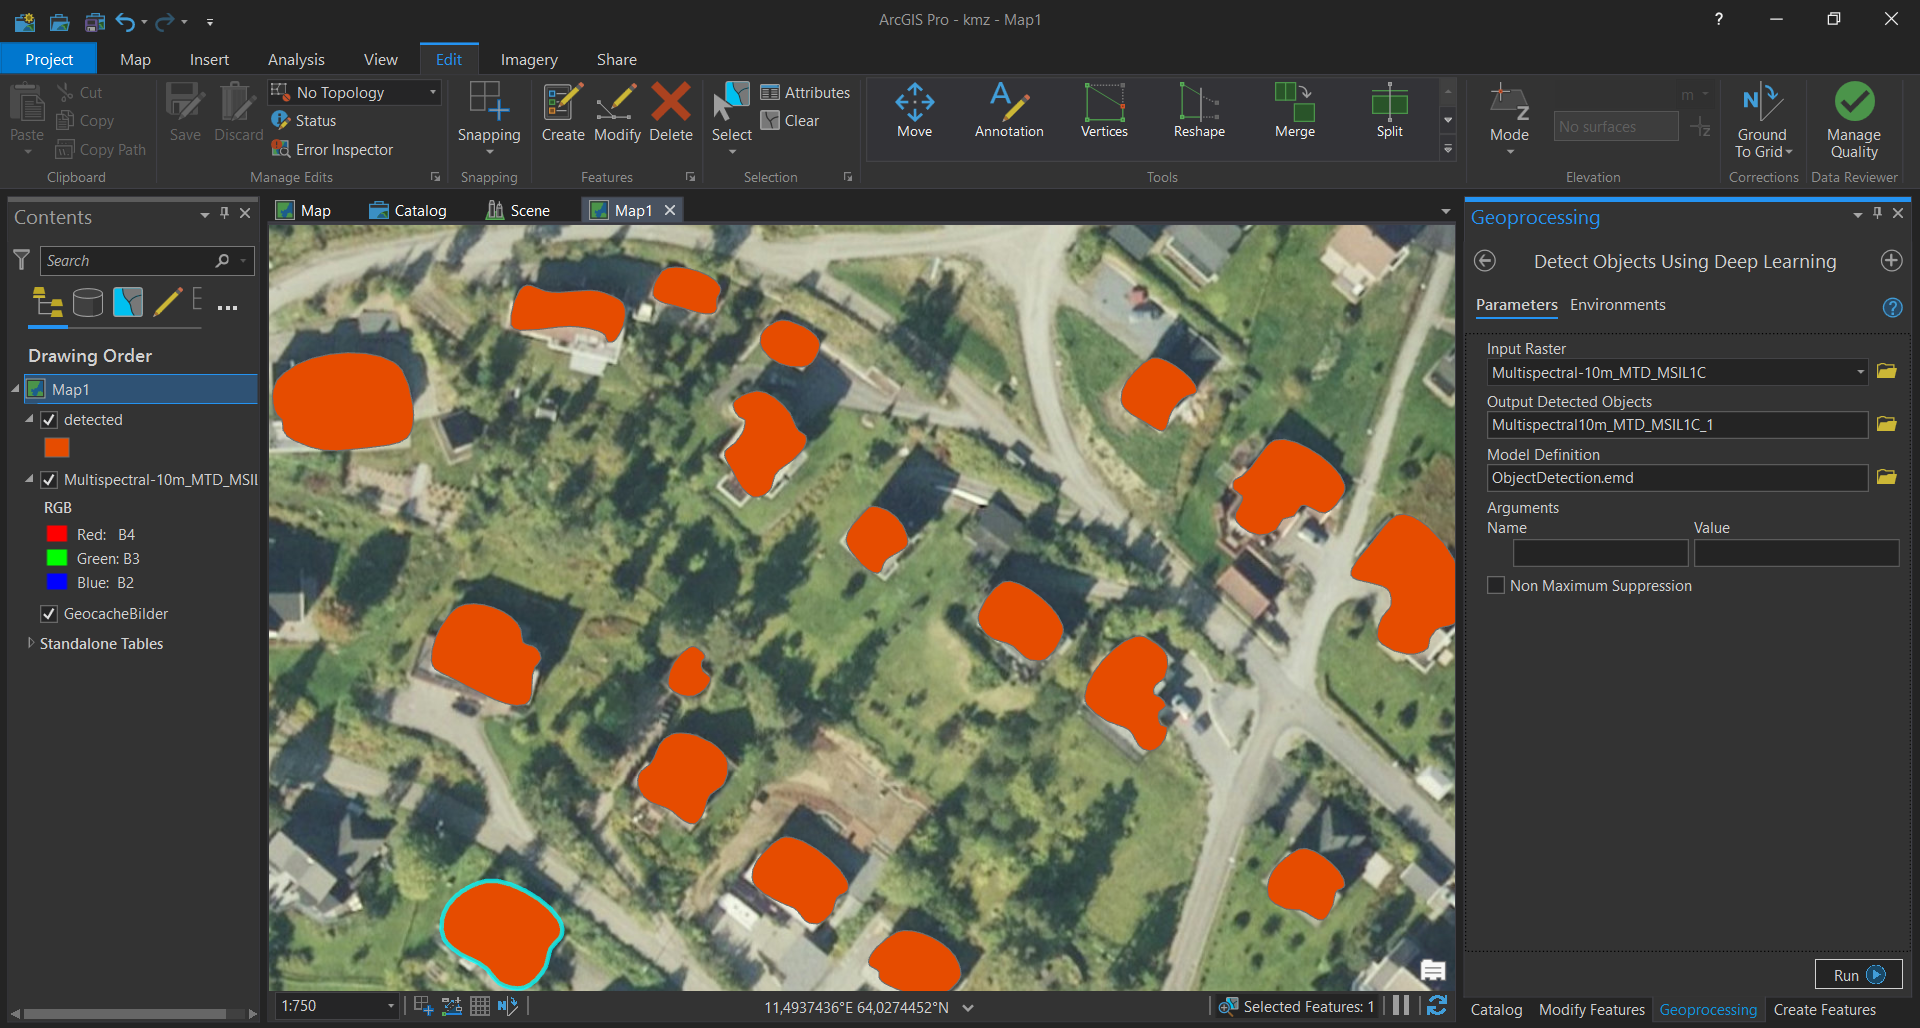 ArcGIS Pro - kmz - Map1
?
Project
Map
Insert
Analysis
View
Edit
Imagery
Share
Paste
Cut
Copy
Copy Path
Clipboard
Save
Discard
No Topology
Status
Error Inspector
Manage Edits
Snapping
Snapping
Create
Modify
Delete
Features
Select
Attributes
Clear
Selection
Move
Annotation
Vertices
Reshape
Merge
Split
Tools
Mode
m
No surfaces
Elevation
Ground
To Grid
Corrections
Manage
Quality
Data Reviewer
Contents
Search
Drawing Order
Map1
detected
Multispectral-10m_MTD_MSIL
RGB
Red: B4
Green: B3
Blue: B2
GeocacheBilder
Standalone Tables
Map
Catalog
Scene
Map1
1:750
11,4937436°E 64,0274452°N
Selected Features: 1
Geoprocessing
Detect Objects Using Deep Learning
Parameters
Environments
?
Input Raster
Multispectral-10m_MTD_MSIL1C
Output Detected Objects
Multispectral10m_MTD_MSIL1C_1
Model Definition
ObjectDetection.emd
Arguments
Name
Value
Non Maximum Suppression
Run
Catalog
Modify Features
Geoprocessing
Create Features